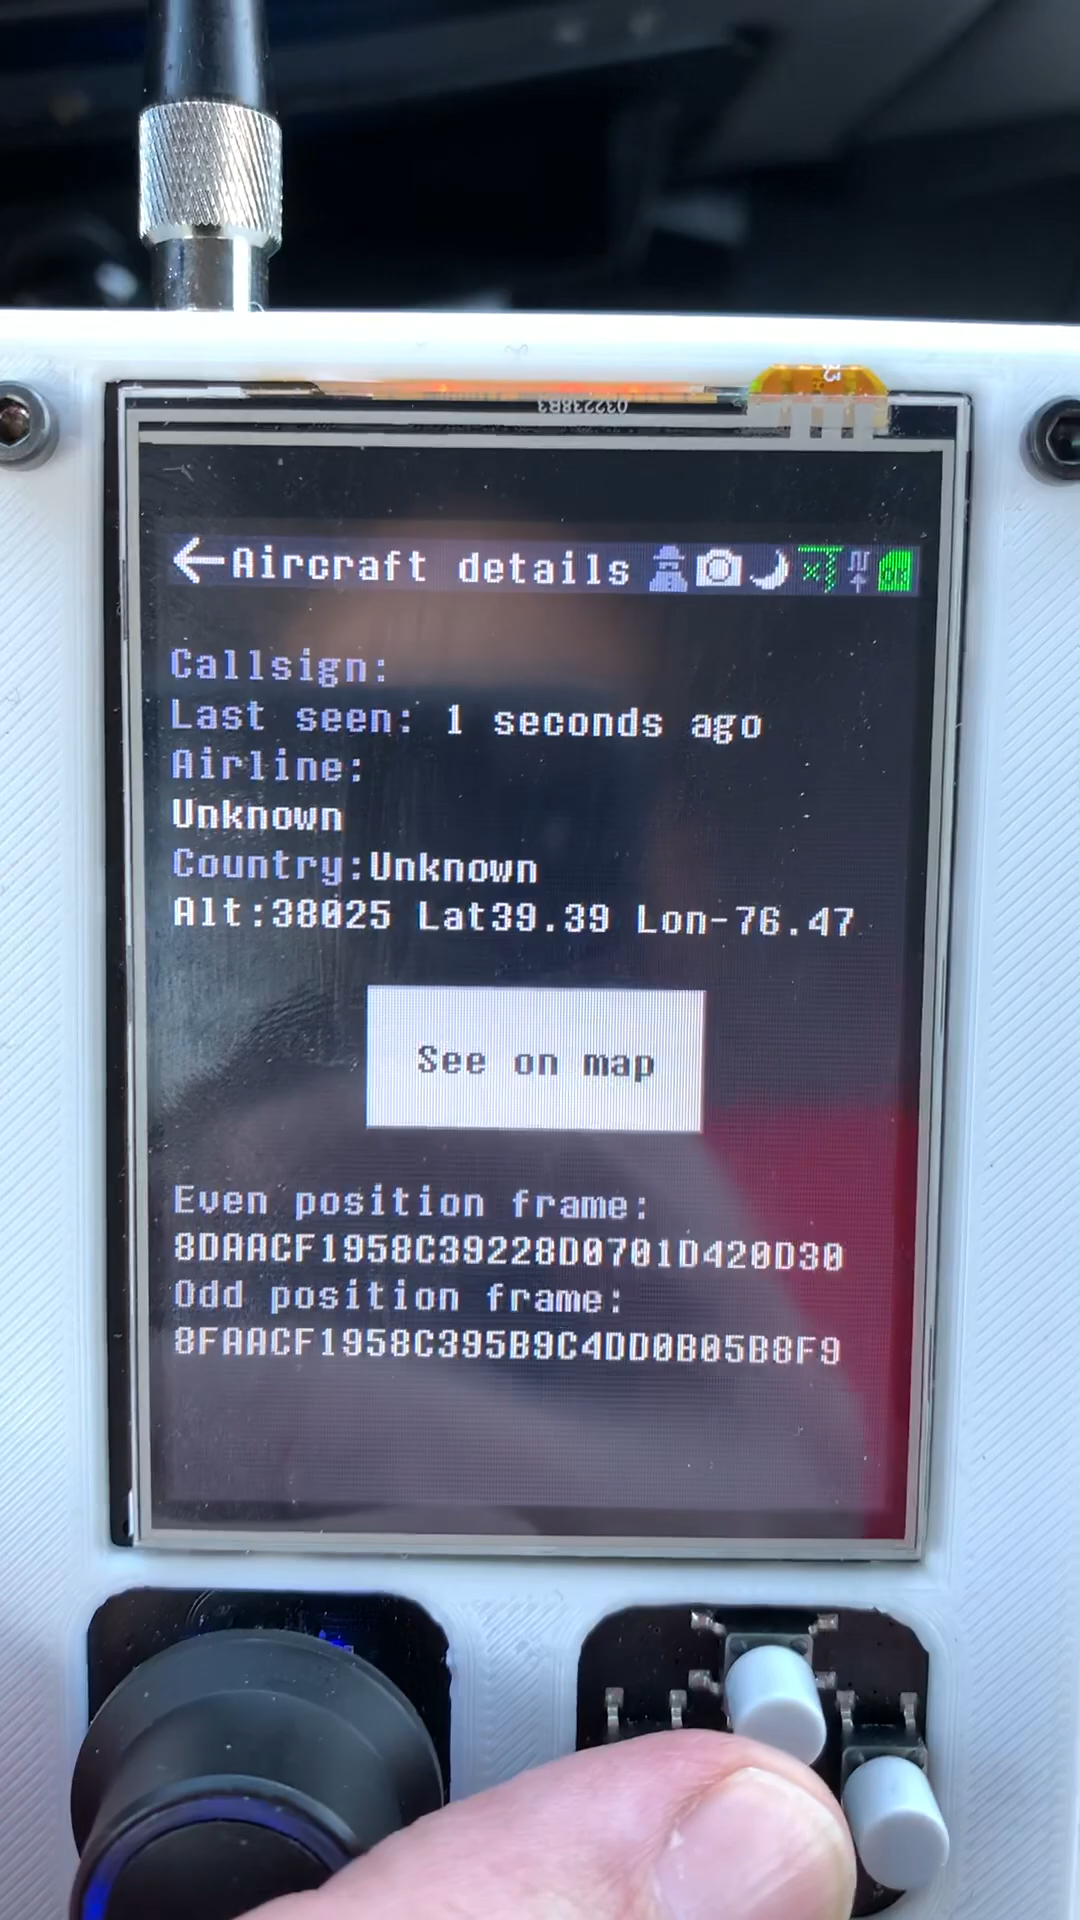 032238B3
←Aircraft details
Callsign:
Last seen: 1 seconds ago
Airline:
Unknown
Country:Unknown
Alt:38025 Lat39.39 Lon-76.47
See on map
Even position frame:
8DAACF1958C39228D0701D420D30
Odd position frame:
8FAACF1958C395B9C4DD0B05B8F9